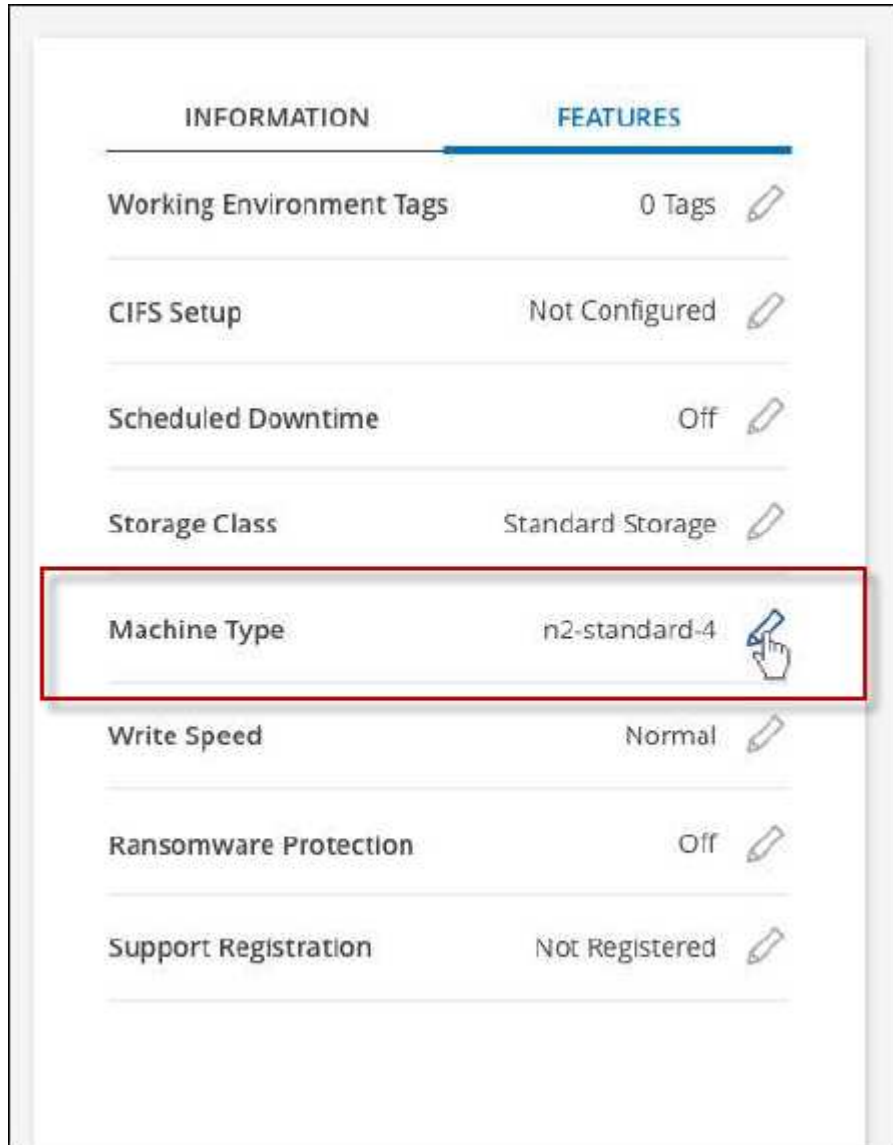 INFORMATION FEATURES
Working Environment Tags 0 Tags
CIFS Setup Not Configured
Scheduled Downtime Off
Storage Class Standard Storage
Machine Type n2-standard-4
Write Speed Normal
Ransomware Protection Off
Support Registration Not Registered